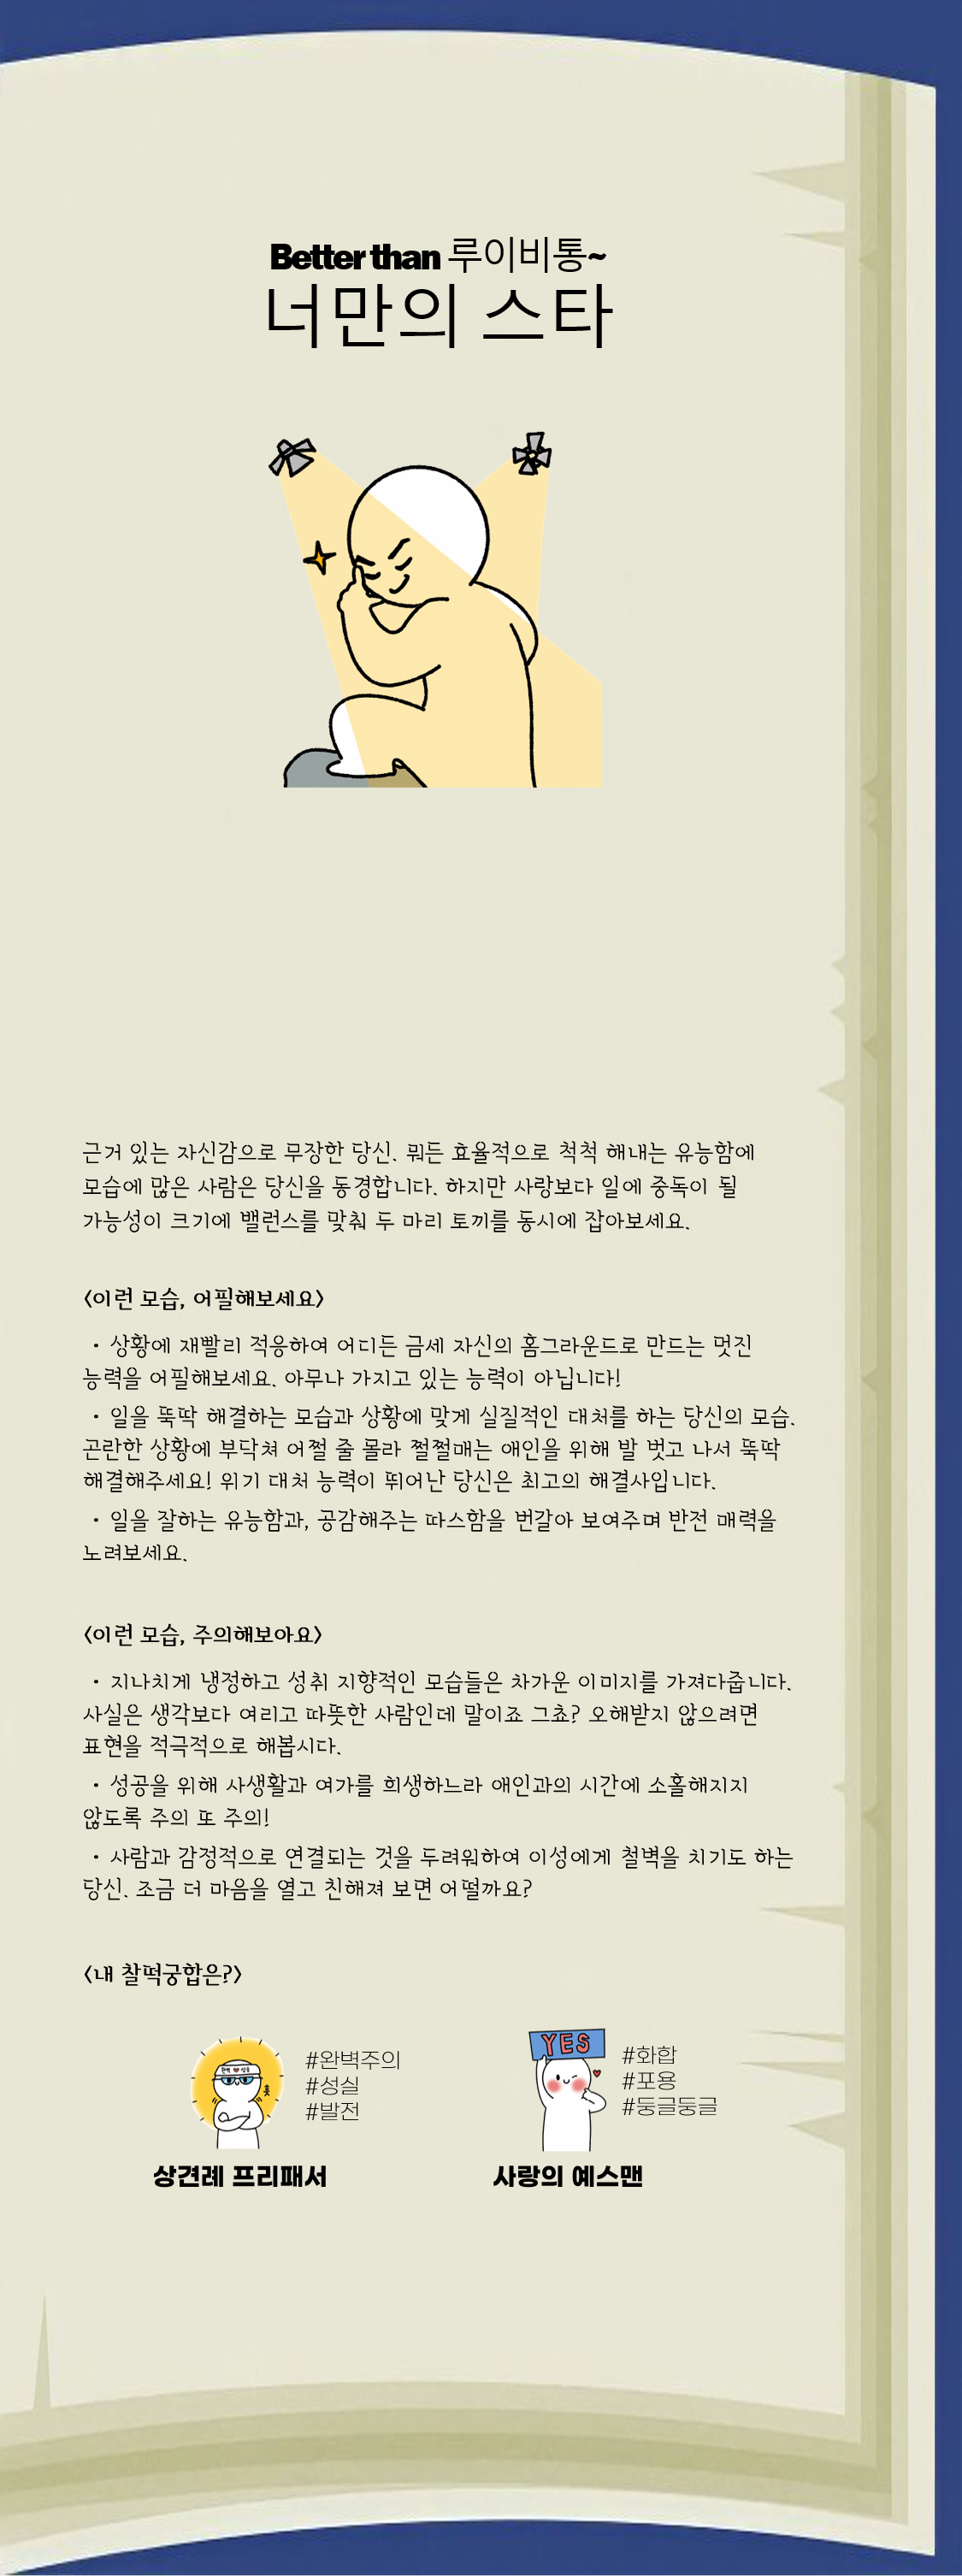 Better than 루이비통~
너만의 스타
근거 있는 자신감으로 무장한 당신. 뭐든 효율적으로 척척 해내는 유능함에
모습에 많은 사람은 당신을 동경합니다. 하지만 사랑보다 일에 중독이 될
가능성이 크기에 밸런스를 맞춰 두 마리 토끼를 동시에 잡아보세요.
<이런 모습, 어필해보세요>
· 상황에 재빨리 적응하여 어디든 금세 자신의 홈그라운드로 만드는 멋진
능력을 어필해보세요. 아무나 가지고 있는 능력이 아닙니다!
· 일을 뚝딱 해결하는 모습과 상황에 맞게 실질적인 대처를 하는 당신의 모습.
곤란한 상황에 부닥쳐 어쩔 줄 몰라 쩔쩔매는 애인을 위해 발 벗고 나서 뚝딱
해결해주세요! 위기 대처 능력이 뛰어난 당신은 최고의 해결사입니다.
· 일을 잘하는 유능함과, 공감해주는 따스함을 번갈아 보여주며 반전 매력을
노려보세요.
<이런 모습, 주의해보아요>
· 지나치게 냉정하고 성취 지향적인 모습들은 차가운 이미지를 가져다줍니다.
사실은 생각보다 여리고 따뜻한 사람인데 말이죠 그쵸? 오해받지 않으려면
표현을 적극적으로 해봅시다.
· 성공을 위해 사생활과 여가를 희생하느라 애인과의 시간에 소홀해지지
않도록 주의 또 주의!
· 사람과 감정적으로 연결되는 것을 두려워하여 이성에게 철벽을 치기도 하는
당신. 조금 더 마음을 열고 친해져 보면 어떨까요?
<내 찰떡궁합은?>
#완벽주의
#성실
#발전
상견례 프리패서
YES
#화합
#포용
#둥글둥글
사랑의 예스맨